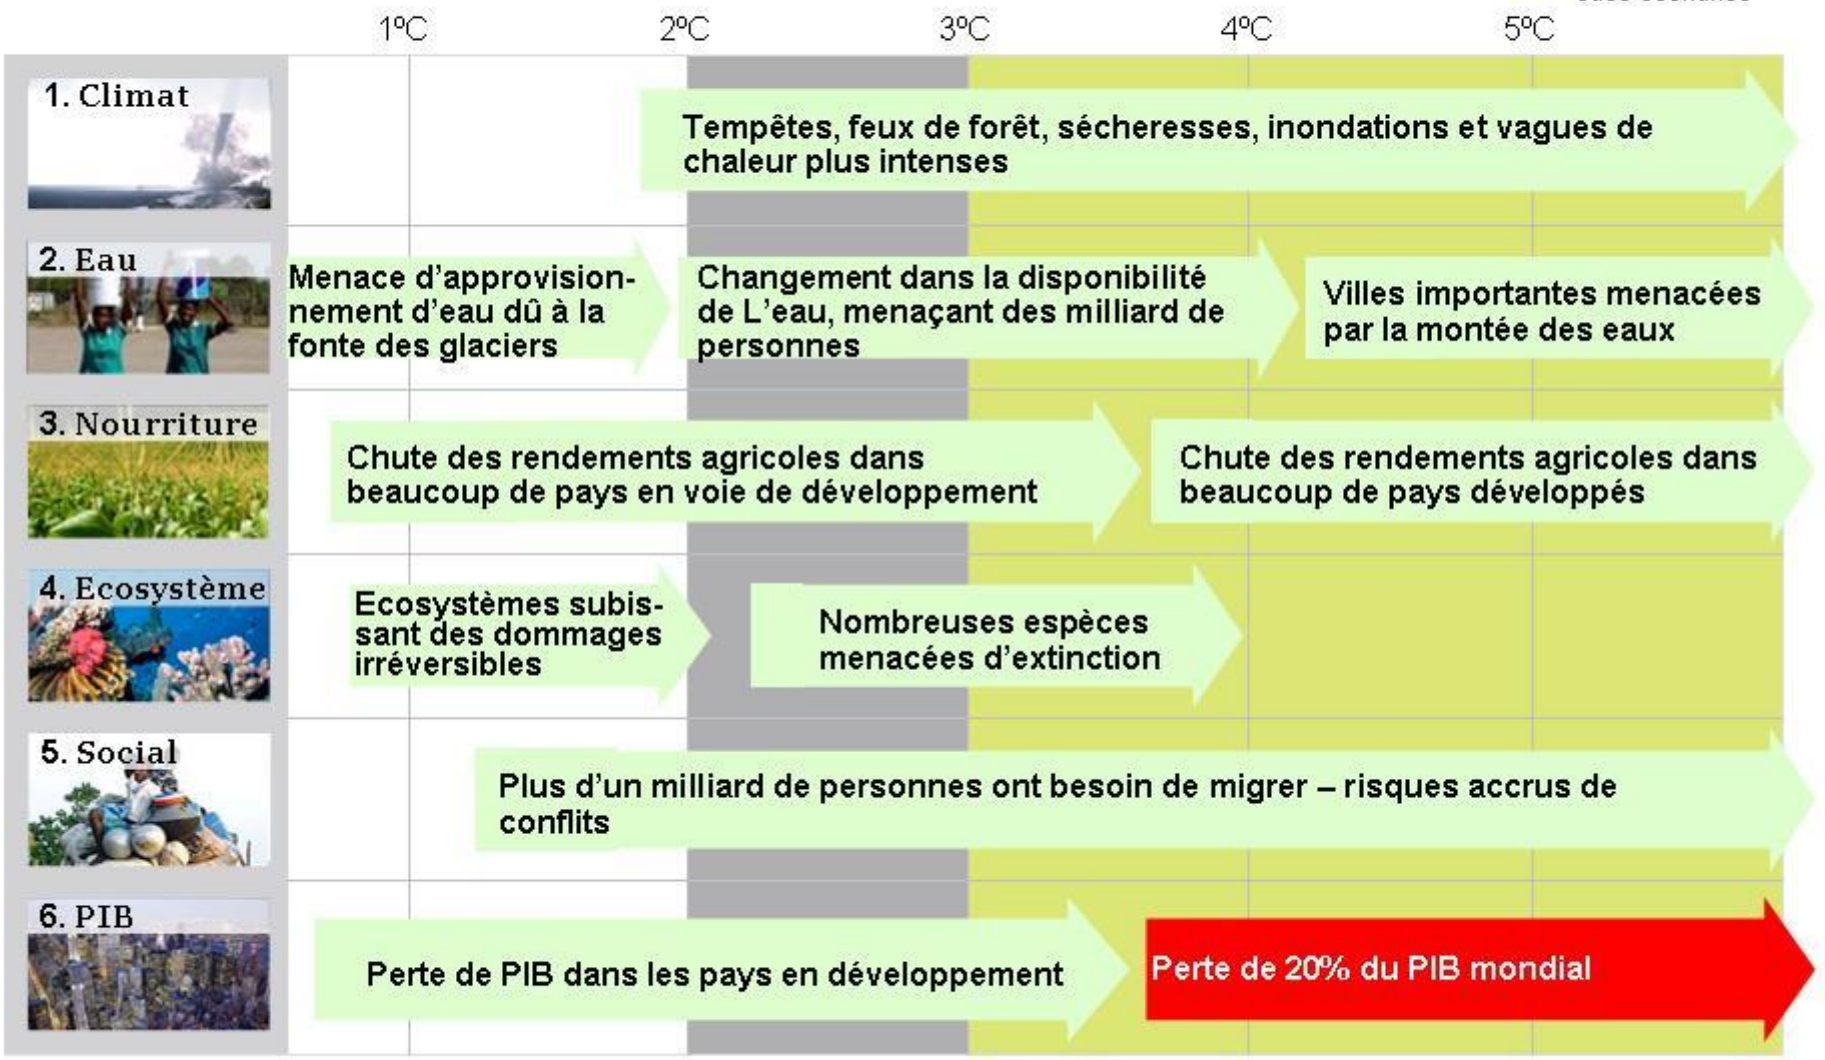 1ºC 2ºC 3ºC 4ºC 5ºC
1. Climat
Tempêtes, feux de forêt, sécheresses, inondations et vagues de
chaleur plus intenses
2. Eau
Menace d’approvision-
nement d’eau dû à la
fonte des glaciers
Changement dans la disponibilité
de L’eau, menaçant des milliard de
personnes
Villes importantes menacées
par la montée des eaux
3. Nourriture
Chute des rendements agricoles dans
beaucoup de pays en voie de développement
Chute des rendements agricoles dans
beaucoup de pays développés
4. Ecosystème
Ecosystèmes subis-
sant des dommages
irréversibles
Nombreuses espèces
menacées d’extinction
5. Social
Plus d’un milliard de personnes ont besoin de migrer – risques accrus de
conflits
6. PIB
Perte de PIB dans les pays en développement
Perte de 20% du PIB mondial